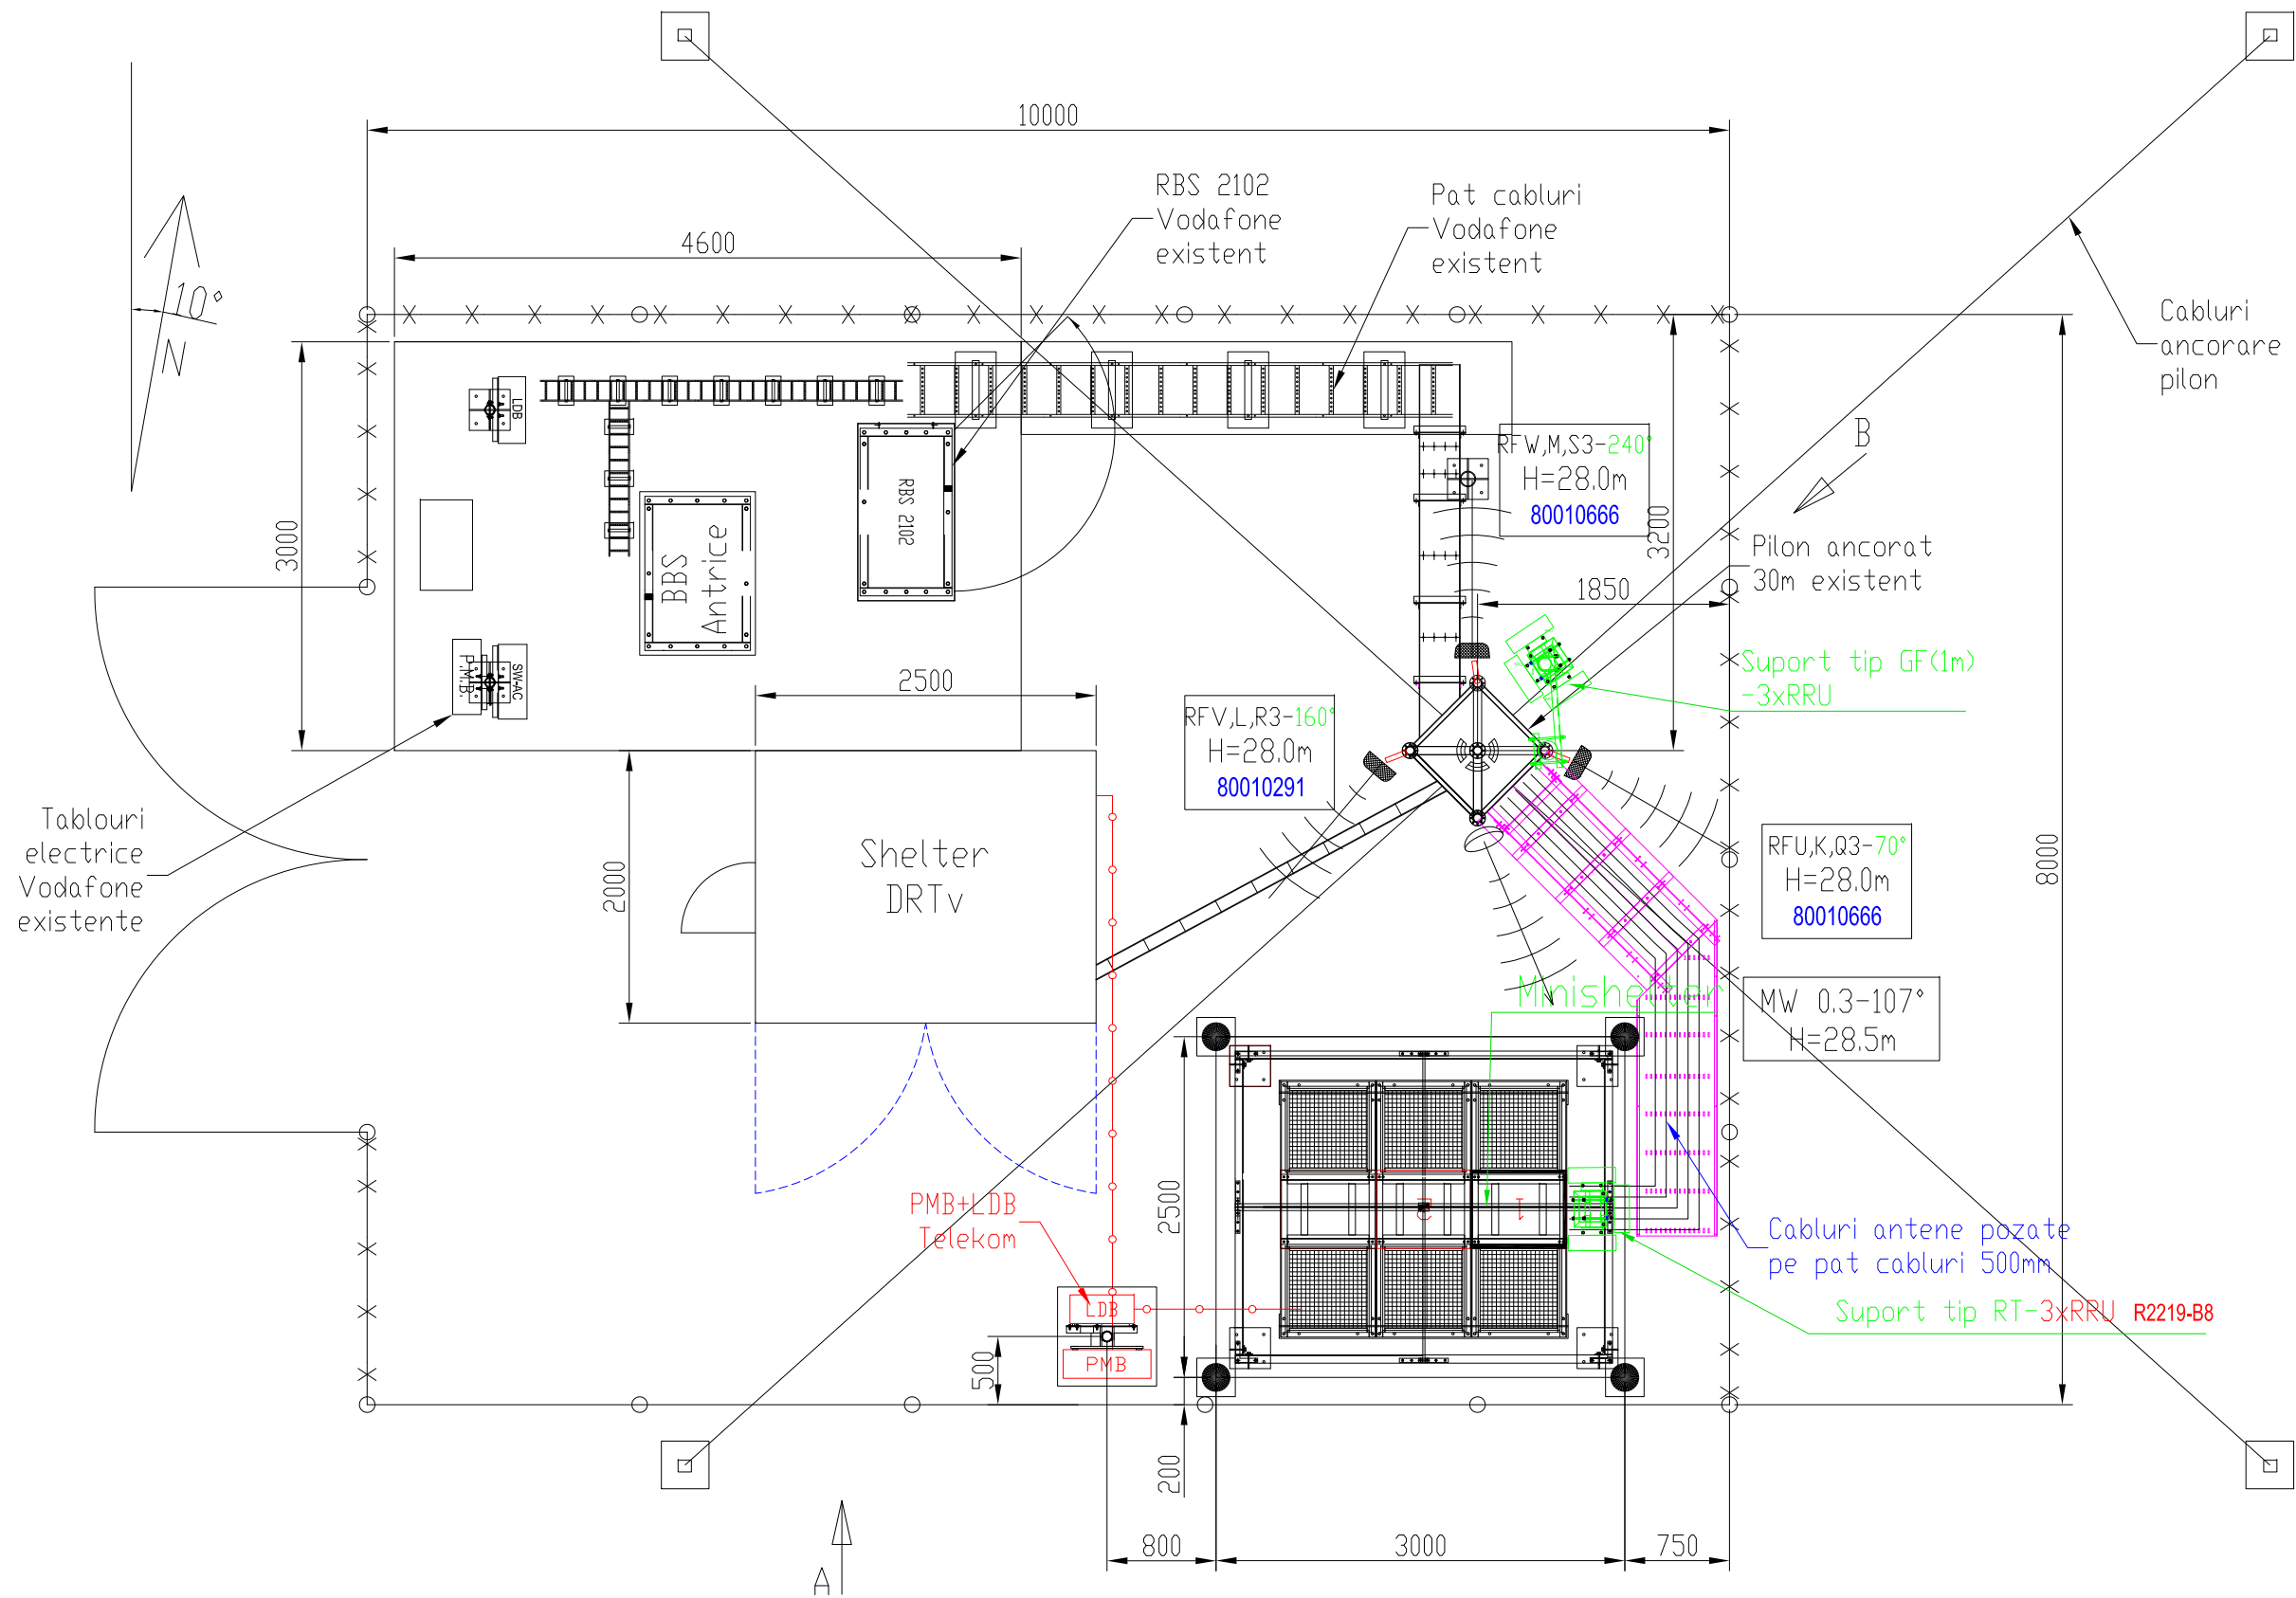 10000
RBS 2102
Vodafone
existent
Pat cabluri
Vodafone
existent
4600
10°
N
Cabluri
ancorare
pilon
B
LDB
RFW,M,S3-240°
H=28.0m
80010666
3200
3000
RBS 2102
BBS
Antrice
Pilon ancorat
30m existent
1850
Suport tip GF(1m)
-3xRRU
P.M.B.
SW-AC
2500
RFV,L,R3-160°
H=28.0m
80010291
Tablouri
electrice
Vodafone
existente
2000
Shelter
DRTv
RFU,K,Q3-70°
H=28.0m
80010666
8000
Minishelter
MW 0.3-107°
H=28.5m
PMB+LDB
Telekom
2500
1
Cabluri antene pozate
pe pat cabluri 500mm
LDB
PMB
500
Suport tip RT-3xRRU R2219-B8
200
800
3000
750
A